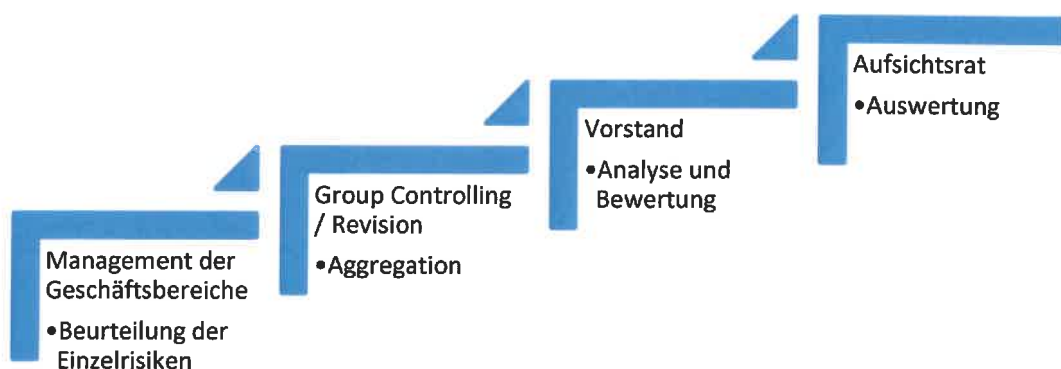 Management der
Geschäftsbereiche
•Beurteilung der
Einzelrisiken
Group Controlling
/ Revision
•Aggregation
Vorstand
•Analyse und
Bewertung
Aufsichtsrat
•Auswertung